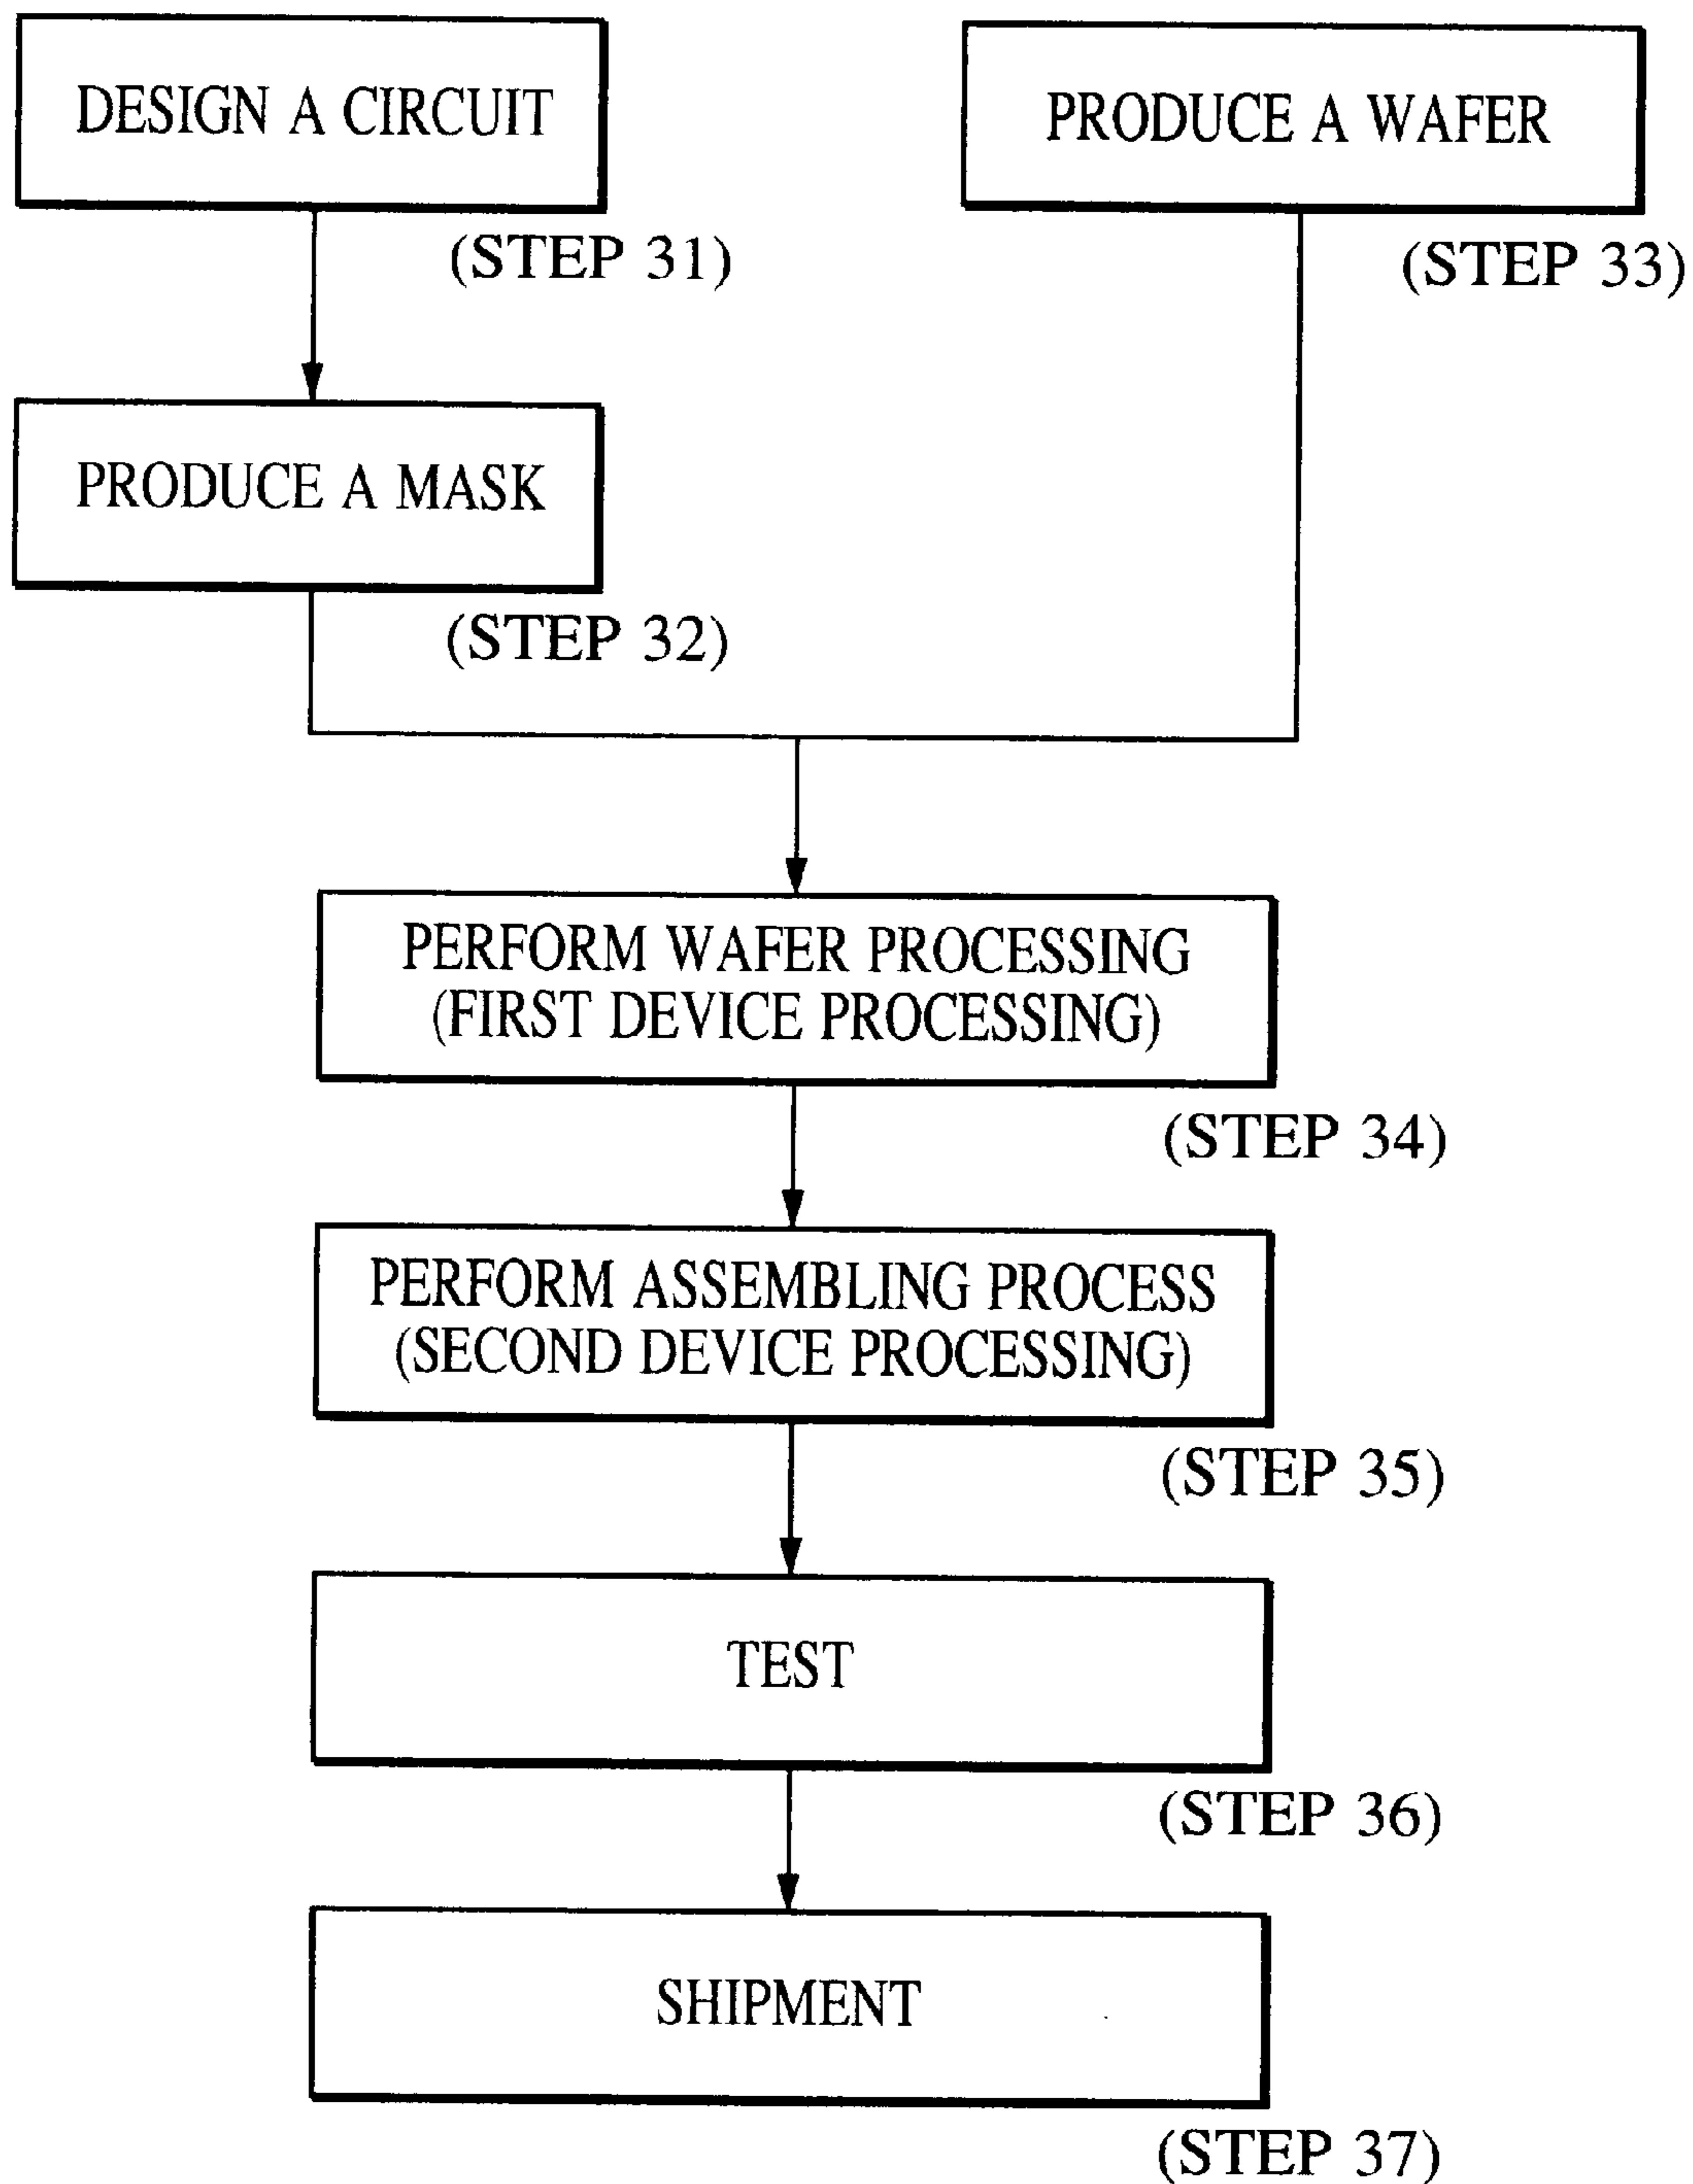 DESIGN A CIRCUIT
(STEP 31)
PRODUCE A WAFER
(STEP 33)
PRODUCE A MASK
(STEP 32)
PERFORM WAFER PROCESSING
(FIRST DEVICE PROCESSING)
(STEP 34)
PERFORM ASSEMBLING PROCESS
(SECOND DEVICE PROCESSING)
(STEP 35)
TEST
(STEP 36)
SHIPMENT
(STEP 37)